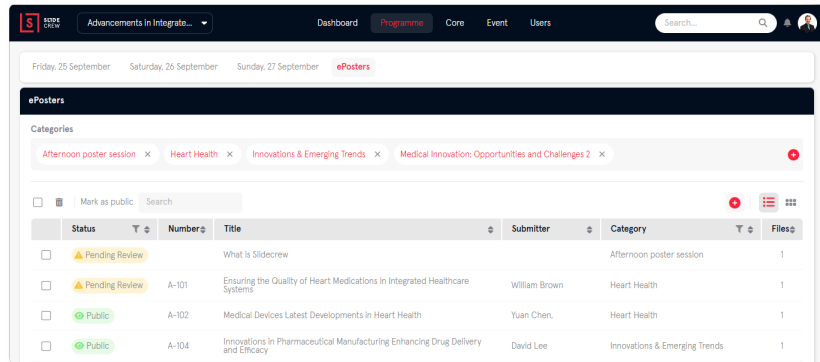 S SLIDE CREW
Advancements in Integrate...
Dashboard Programme Core Event Users
Search...
Friday, 25 September Saturday, 26 September Sunday, 27 September ePosters
ePosters
Categories
Afternoon poster session × Heart Health × Innovations & Emerging Trends × Medical Innovation: Opportunities and Challenges 2 ×
Mark as public Search
Status Number Title Submitter Category Files
Pending Review What is Slidecrew Afternoon poster session 1
Pending Review A-101 Ensuring the Quality of Heart Medications in Integrated Healthcare Systems William Brown Heart Health 1
Public A-102 Medical Devices Latest Developments in Heart Health Yuan Chen, Heart Health 1
Public A-104 Innovations in Pharmaceutical Manufacturing Enhancing Drug Delivery and Efficacy David Lee Innovations & Emerging Trends 1